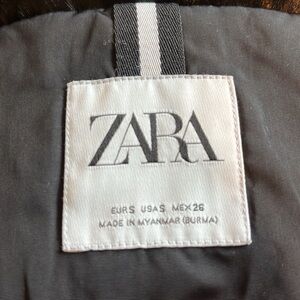 ZARA
EUR S USA S MEX 26
MADE IN MYANMAR (BURMA)